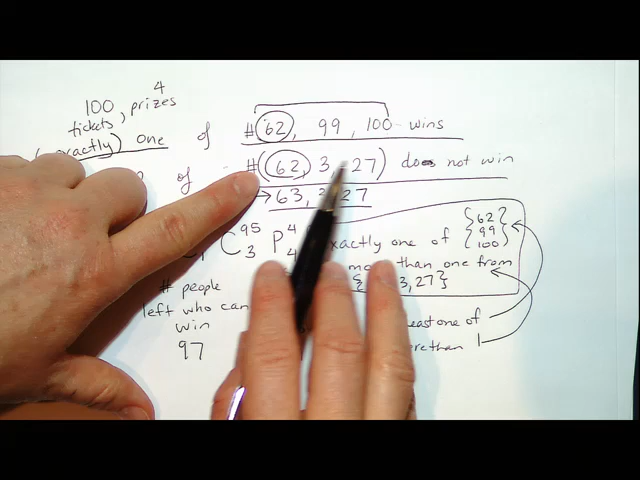 100 tickets, 4 prizes
(exactly) one of #62, 99, 100 wins
of #(62, 3, 27) does not win
→ 63, 3, 27
C 95 3 P 4 4 exactly one of {62 99 100}
more than one from
3, 27}
# people left who can win
97
least one of
more than 1